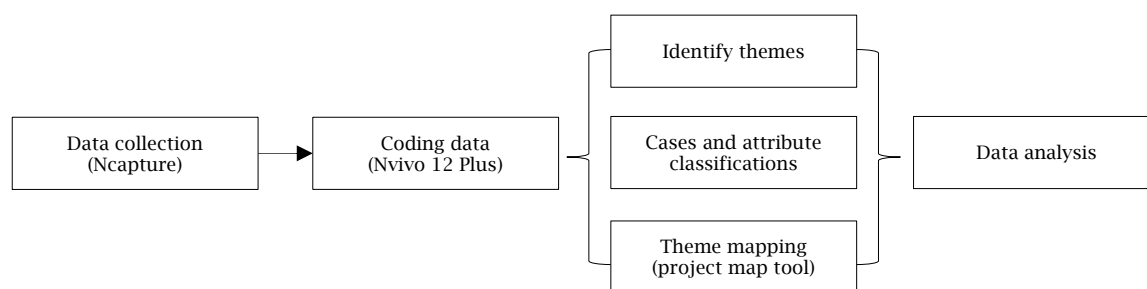 Data collection
(Ncapture)
Coding data
(Nvivo 12 Plus)
Identify themes
Cases and attribute
classifications
Theme mapping
(project map tool)
Data analysis